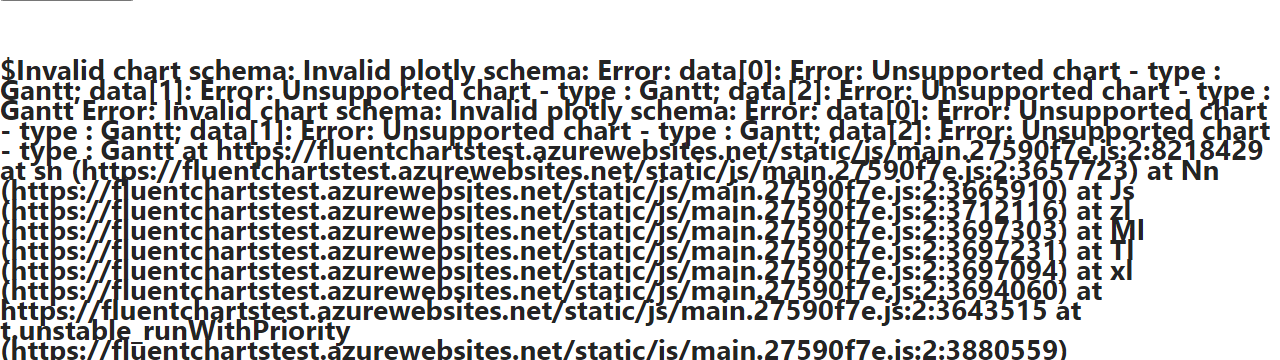 $Invalid chart schema: Invalid plotly schema: Error: data[0]: Error: Unsupported chart - type :
Gantt; data[1]: Error: Unsupported chart - type : Gantt; data[2]: Error: Unsupported chart - type :
Gantt Error: Invalid chart schema: Invalid plotly schema: Error: data[0]: Error: Unsupported chart
- type : Gantt; data[1]: Error: Unsupported chart - type : Gantt; data[2]: Error: Unsupported chart
- type : Gantt at https://fluentchartstest.azurewebsites.net/static/js/main.27590f7e.js:2:8218429
at sh (https://fluentchartstest.azurewebsites.net/static/js/main.27590f7e.js:2:3657723) at Nn
(https://fluentchartstest.azurewebsites.net/static/js/main.27590f7e.js:2:3665910) at Js
(https://fluentchartstest.azurewebsites.net/static/js/main.27590f7e.js:2:3712116) at zl
(https://fluentchartstest.azurewebsites.net/static/js/main.27590f7e.js:2:3697303) at Ml
(https://fluentchartstest.azurewebsites.net/static/js/main.27590f7e.js:2:3697231) at Tl
(https://fluentchartstest.azurewebsites.net/static/js/main.27590f7e.js:2:3697094) at xl
(https://fluentchartstest.azurewebsites.net/static/js/main.27590f7e.js:2:3694060) at
https://fluentchartstest.azurewebsites.net/static/js/main.27590f7e.js:2:3643515 at
t.unstable_runWithPriority
(https://fluentchartstest.azurewebsites.net/static/js/main.27590f7e.js:2:3880559)